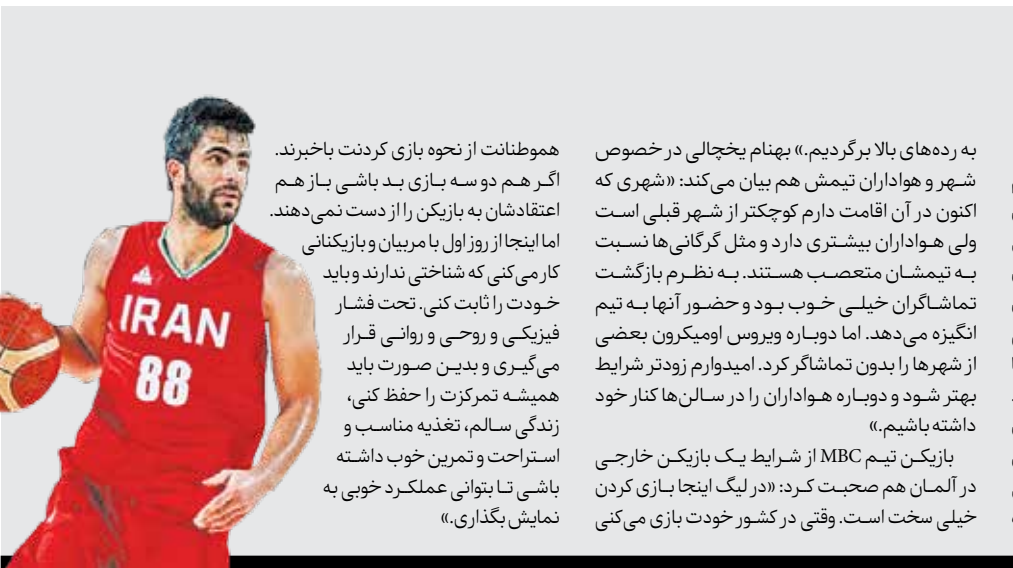 به رده‌های بالا برگردیم.» بهنام یخچالی در خصوص
شهر و هواداران تیمش هم بیان می‌کند: «شهری که
اکنون در آن اقامت دارم کوچکتر از شهر قبلی است
ولی هواداران بیشتری دارد و مثل گرگانی‌ها نسبت
به تیمشان متعصب هستند. به نظرم بازگشت
تماشاگران خیلی خوب بود و حضور آنها به تیم
انگیزه می‌دهد. اما دوباره ویروس اومیکرون بعضی
از شهرها را بدون تماشاگر کرد. امیدوارم زودتر شرایط
بهتر شود و دوباره هواداران را در سالن‌ها کنار خود
داشته باشیم.»
بازیکن تیم MBC از شرایط یک بازیکن خارجی
در آلمان هم صحبت کرد: «در لیگ اینجا بازی کردن
خیلی سخت است. وقتی در کشور خودت بازی می‌کنی
هموطنانت از نحوه بازی کردنت باخبرند.
اگر هم دو سه بازی بد باشی باز هم
اعتقادشان به بازیکن را از دست نمی‌دهند.
اما اینجا از روز اول با مربیان و بازیکنانی
کار می‌کنی که شناختی ندارند و باید
خودت را ثابت کنی. تحت فشار
فیزیکی و روحی و روانی قرار
می‌گیری و بدین صورت باید
همیشه تمرکزت را حفظ کنی،
زندگی سالم، تغذیه مناسب و
استراحت و تمرین خوب داشته
باشی تا بتوانی عملکرد خوبی به
نمایش بگذاری.»
IRAN
88